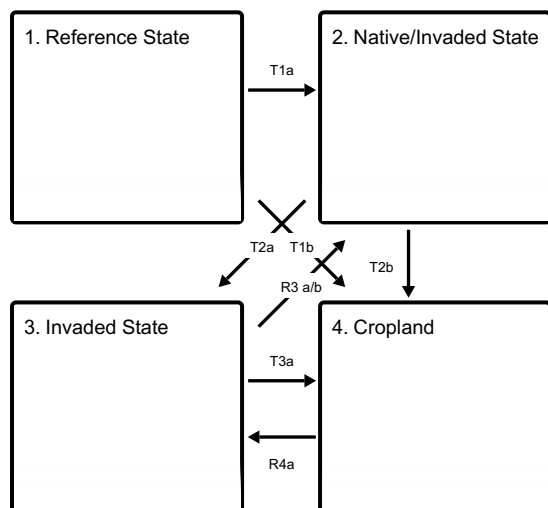 1. Reference State
2. Native/Invaded State
T1a
T2a
T1b
T2b
R3 a/b
3. Invaded State
4. Cropland
T3a
R4a